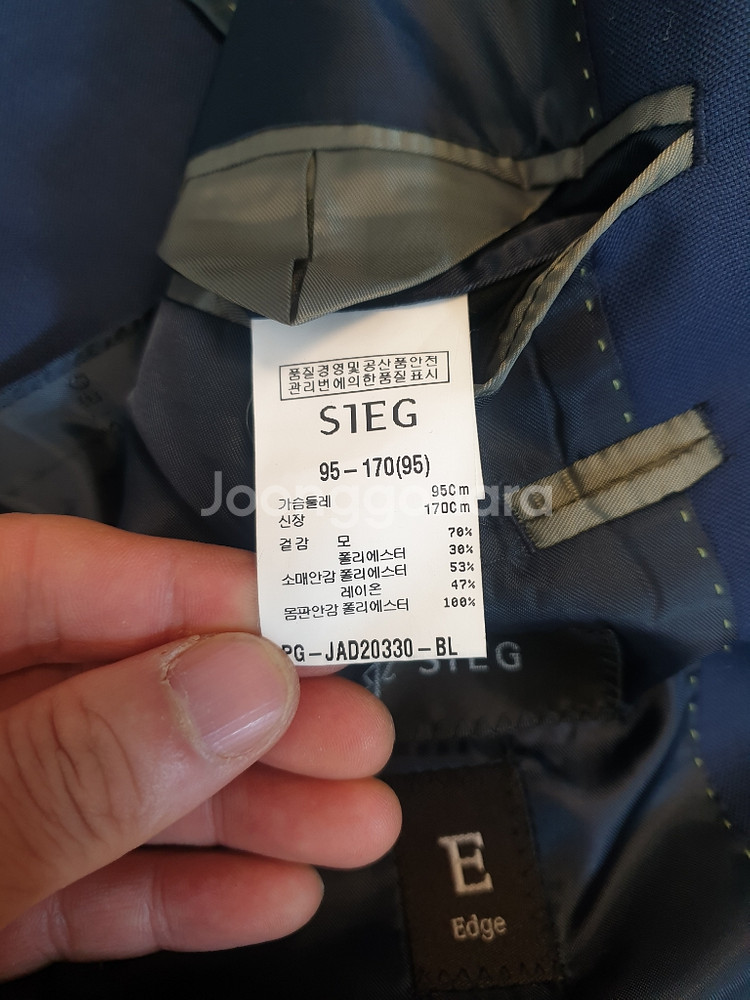 품질경영및공산품안전
관리번에의한품질표시
SIEG
95-170(95)
가슴둘레 95Cm
신장 170Cm
겉감 모 70%
폴리에스터 30%
소매안감 폴리에스터 53%
레이온 47%
몸판안감 폴리에스터 100%
PG-JAD20330-BL
SIEG
E
Edge
Joonggonara